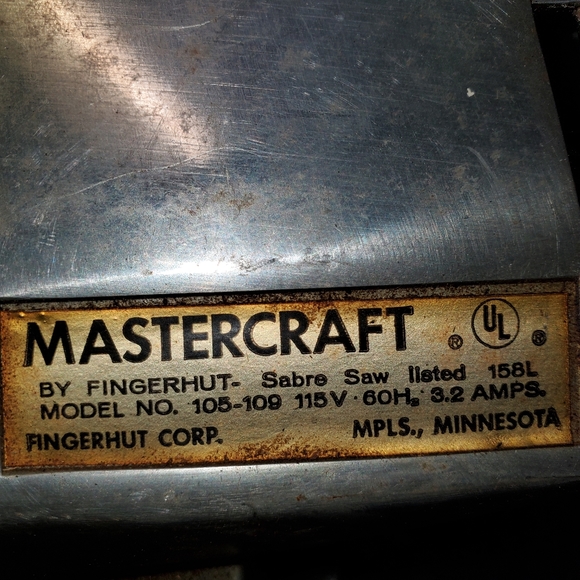 MASTERCRAFT ® UL ®
BY FINGERHUT- Sabre Saw listed 158L
MODEL NO. 105-109 115V · 60Hz 3.2 AMPS.
FINGERHUT CORP. MPLS., MINNESOTA